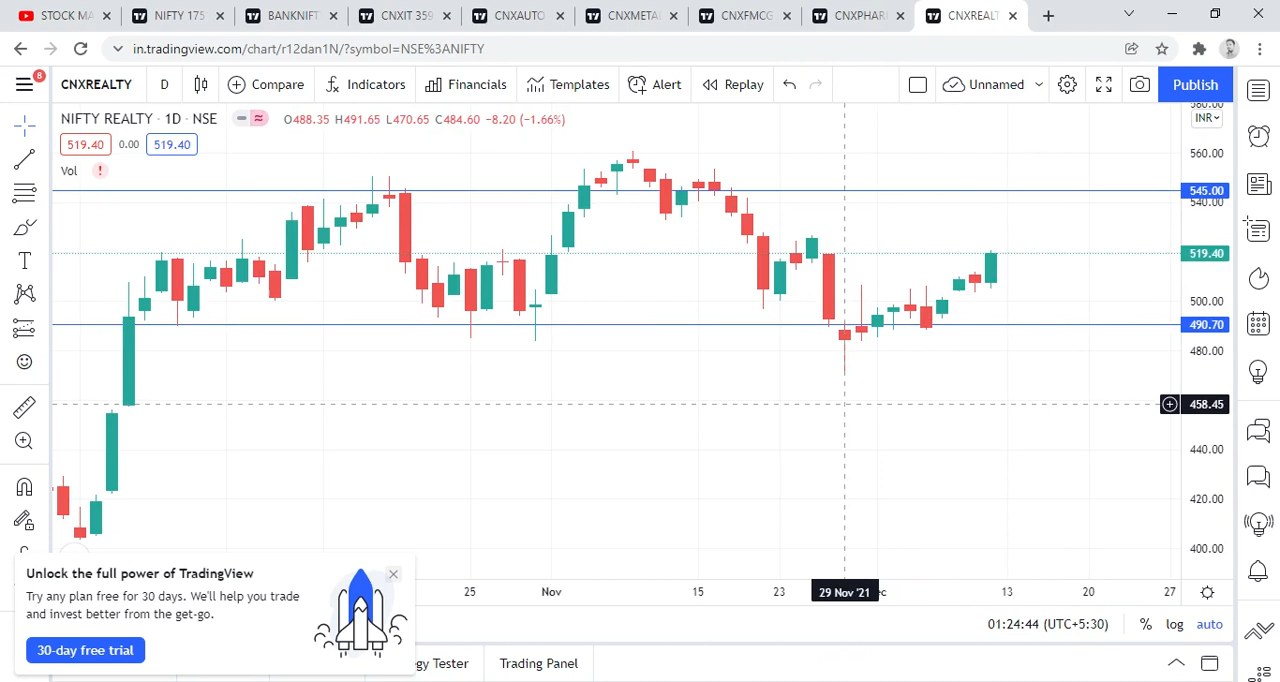 STOCK MA
NIFTY 175
BANKNIFT
CNXIT 359
CNXAUTO
CNXMETAL
CNXFMCG
CNXPHAR
CNXREALT
in.tradingview.com/chart/r12dan1N/?symbol=NSE%3ANIFTY
8
CNXREALTY D Compare Indicators Financials Templates Alert Replay Unnamed Publish
NIFTY REALTY · 1D · NSE O488.35 H491.65 L470.65 C484.60 −8.20 (−1.66%)
519.40 0.00 519.40
Vol !
580.00
INR
560.00
545.00
540.00
519.40
500.00
490.70
480.00
458.45
440.00
420.00
400.00
25 Nov 15 23 29 Nov '21 13 20 27
01:24:44 (UTC+5:30) % log auto
Unlock the full power of TradingView
Try any plan free for 30 days. We'll help you trade
and invest better from the get-go.
30-day free trial
gy Tester Trading Panel